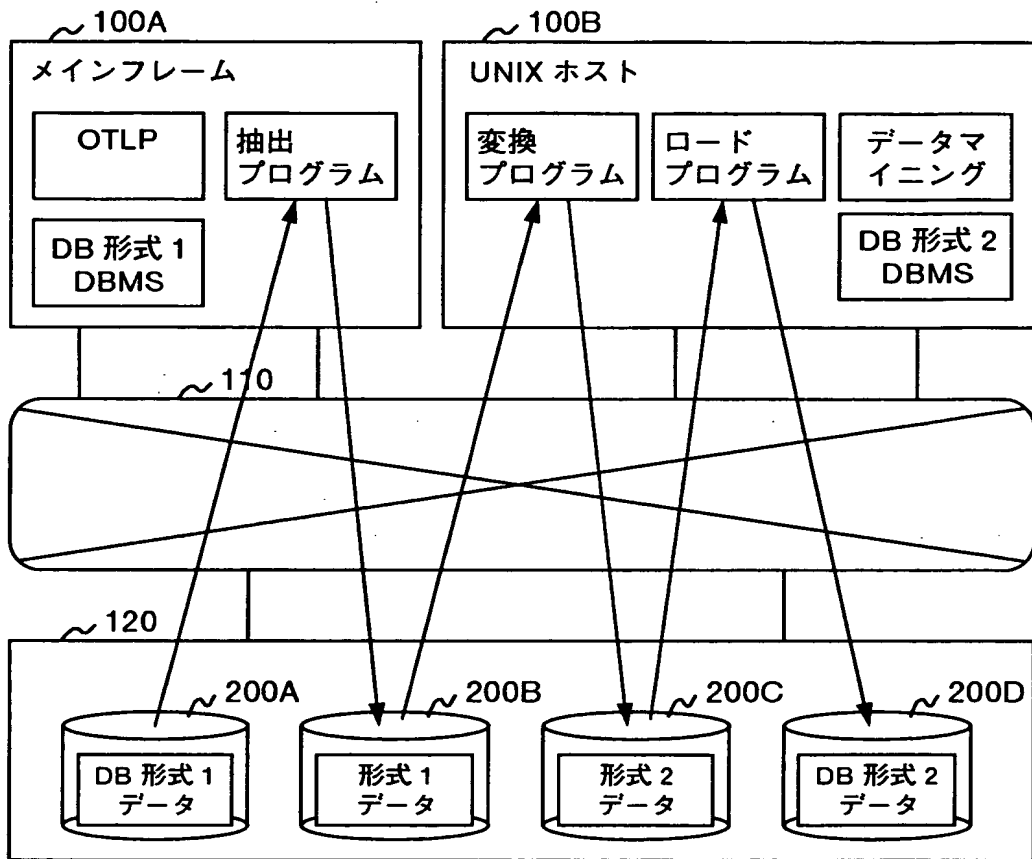 100A
メインフレーム
OTLP
抽出
プログラム
DB 形式 1
DBMS
100B
UNIX ホスト
変換
プログラム
ロード
プログラム
データマ
イニング
DB 形式 2
DBMS
110
120
200A
DB 形式 1
データ
200B
形式 1
データ
200C
形式 2
データ
200D
DB 形式 2
データ